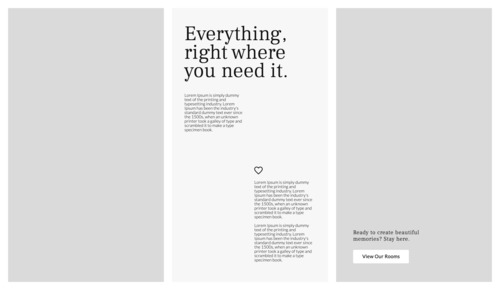 Everything,
right where
you need it.
Lorem Ipsum is simply dummy
text of the printing and
typesetting industry. Lorem
Ipsum has been the industry's
standard dummy text ever since
the 1500s, when an unknown
printer took a galley of type and
scrambled it to make a type
specimen book.
Lorem Ipsum is simply dummy
text of the printing and
typesetting industry. Lorem
Ipsum has been the industry's
standard dummy text ever since
the 1500s, when an unknown
printer took a galley of type and
scrambled it to make a type
specimen book.
Lorem Ipsum is simply dummy
text of the printing and
typesetting industry. Lorem
Ipsum has been the industry's
standard dummy text ever since
the 1500s, when an unknown
printer took a galley of type and
scrambled it to make a type
specimen book.
Ready to create beautiful
memories? Stay here.
View Our Rooms